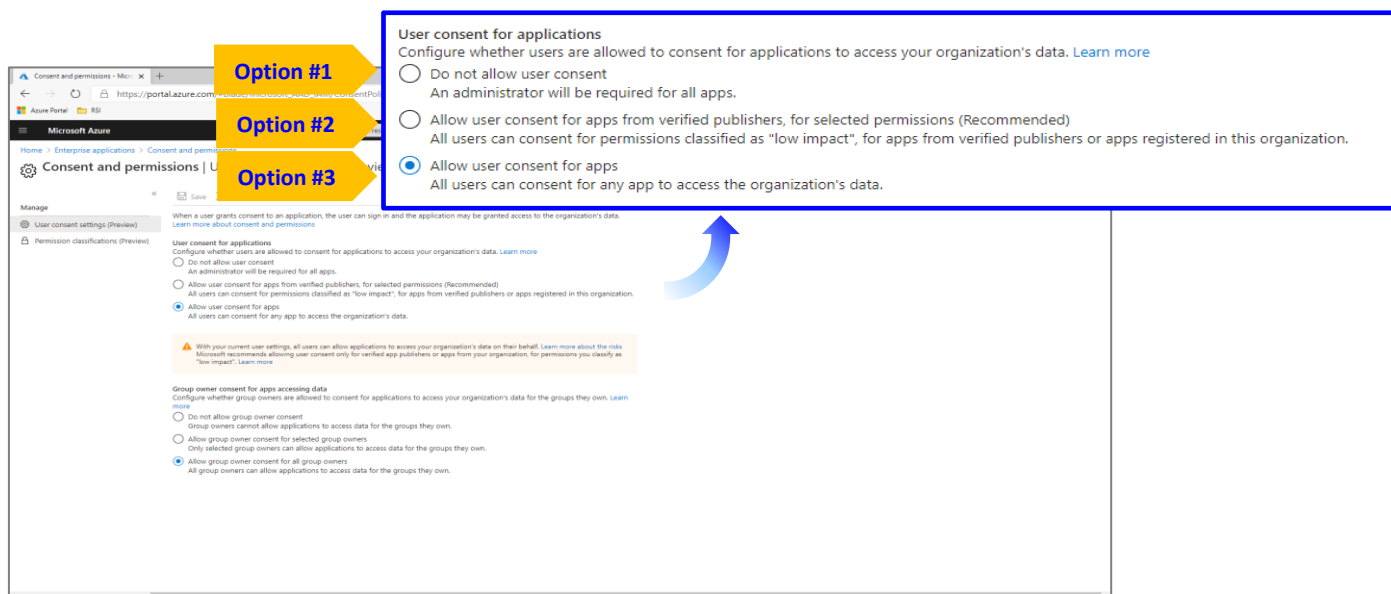 User consent for applications
Configure whether users are allowed to consent for applications to access your organization's data. Learn more
Option #1
Do not allow user consent
An administrator will be required for all apps.
Option #2
Allow user consent for apps from verified publishers, for selected permissions (Recommended)
All users can consent for permissions classified as "low impact", for apps from verified publishers or apps registered in this organization.
Option #3
Allow user consent for apps
All users can consent for any app to access the organization's data.
Consent and permissions - Micr
https://portal.azure.com
Azure Portal
RSI
Microsoft Azure
Home > Enterprise applications > Consent and permissions
Consent and permissions | U
Save
Manage
User consent settings (Preview)
Permission classifications (Preview)
When a user grants consent to an application, the user can sign in and the application may be granted access to the organization's data.
Learn more about consent and permissions
User consent for applications
Configure whether users are allowed to consent for applications to access your organization's data. Learn more
Do not allow user consent
An administrator will be required for all apps.
Allow user consent for apps from verified publishers, for selected permissions (Recommended)
All users can consent for permissions classified as "low impact", for apps from verified publishers or apps registered in this organization.
Allow user consent for apps
All users can consent for any app to access the organization's data.
With your current user settings, all users can allow applications to access your organization's data on their behalf. Learn more about the risks
Microsoft recommends allowing user consent only for verified app publishers or apps from your organization, for permissions you classify as
"low impact". Learn more
Group owner consent for apps accessing data
Configure whether group owners are allowed to consent for applications to access your organization's data for the groups they own. Learn
more
Do not allow group owner consent
Group owners cannot allow applications to access data for the groups they own.
Allow group owner consent for selected group owners
Only selected group owners can allow applications to access data for the groups they own.
Allow group owner consent for all group owners
All group owners can allow applications to access data for the groups they own.